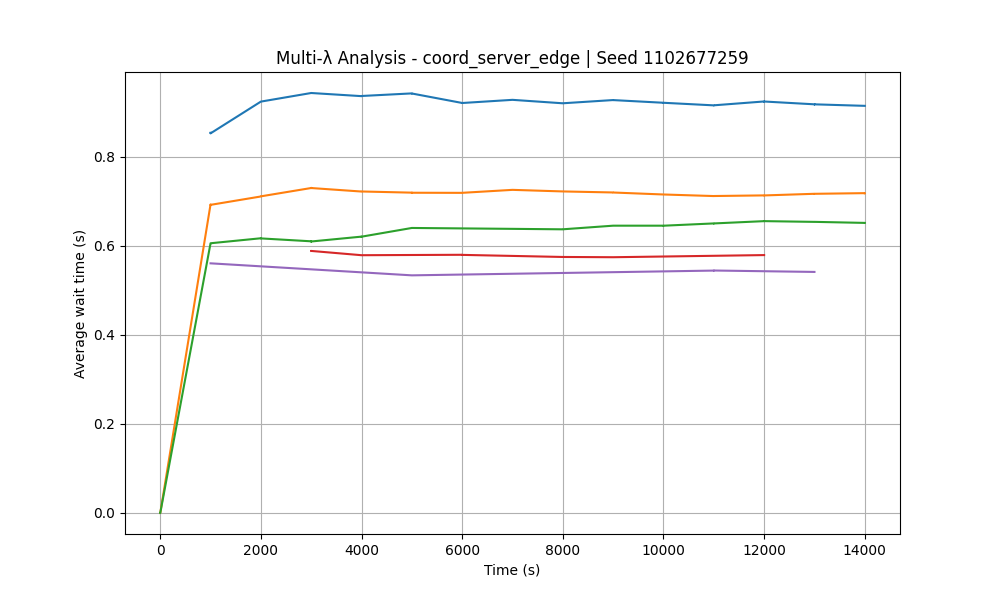 Multi-λ Analysis - coord_server_edge | Seed 1102677259
Average wait time (s)
0.8
0.6
0.4
0.2
0.0
0 2000 4000 6000 8000 10000 12000 14000
Time (s)